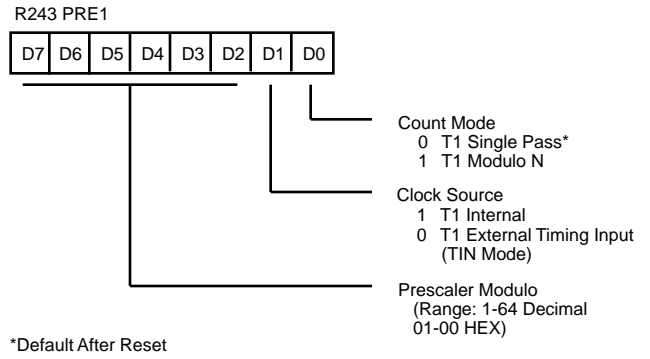 R243 PRE1
D7 D6 D5 D4 D3 D2 D1 D0
Count Mode
0 T1 Single Pass*
1 T1 Modulo N
Clock Source
1 T1 Internal
0 T1 External Timing Input
(TIN Mode)
Prescaler Modulo
(Range: 1-64 Decimal
01-00 HEX)
*Default After Reset